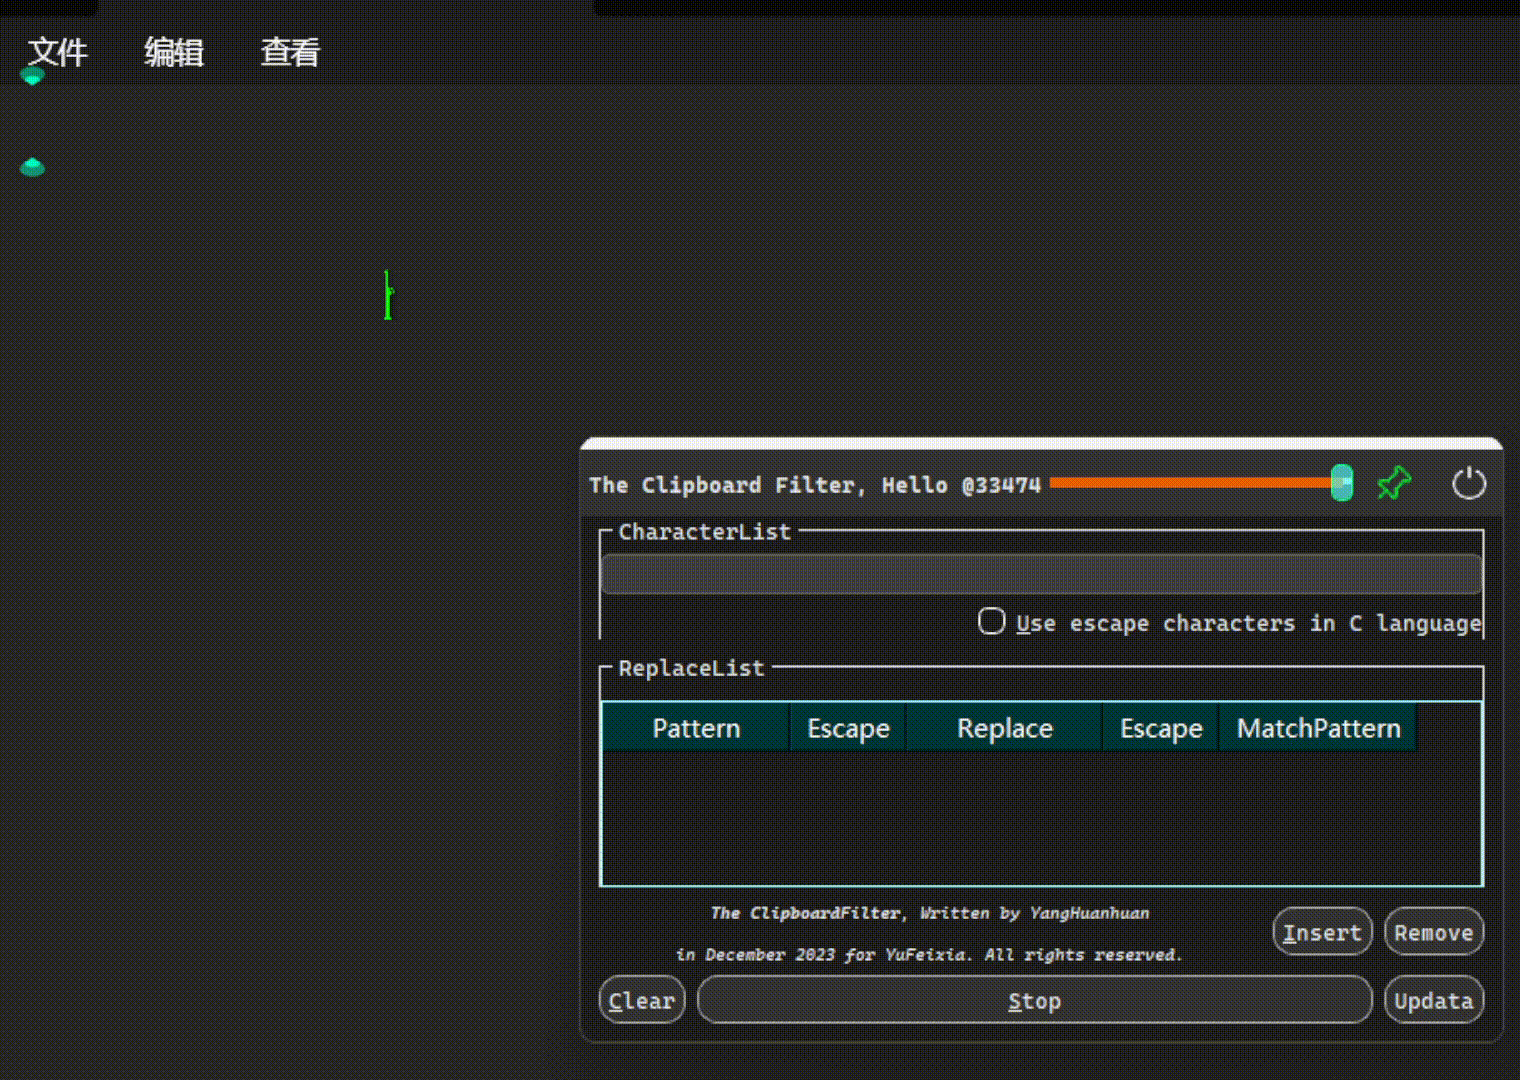 文件 编辑 查看
The Clipboard Filter, Hello @33474
CharacterList
Use escape characters in C language
ReplaceList
Pattern Escape Replace Escape MatchPattern
The ClipboardFilter, Written by YangHuanhuan
in December 2023 for YuFeixia. All rights reserved.
Insert Remove
Clear Stop Updata